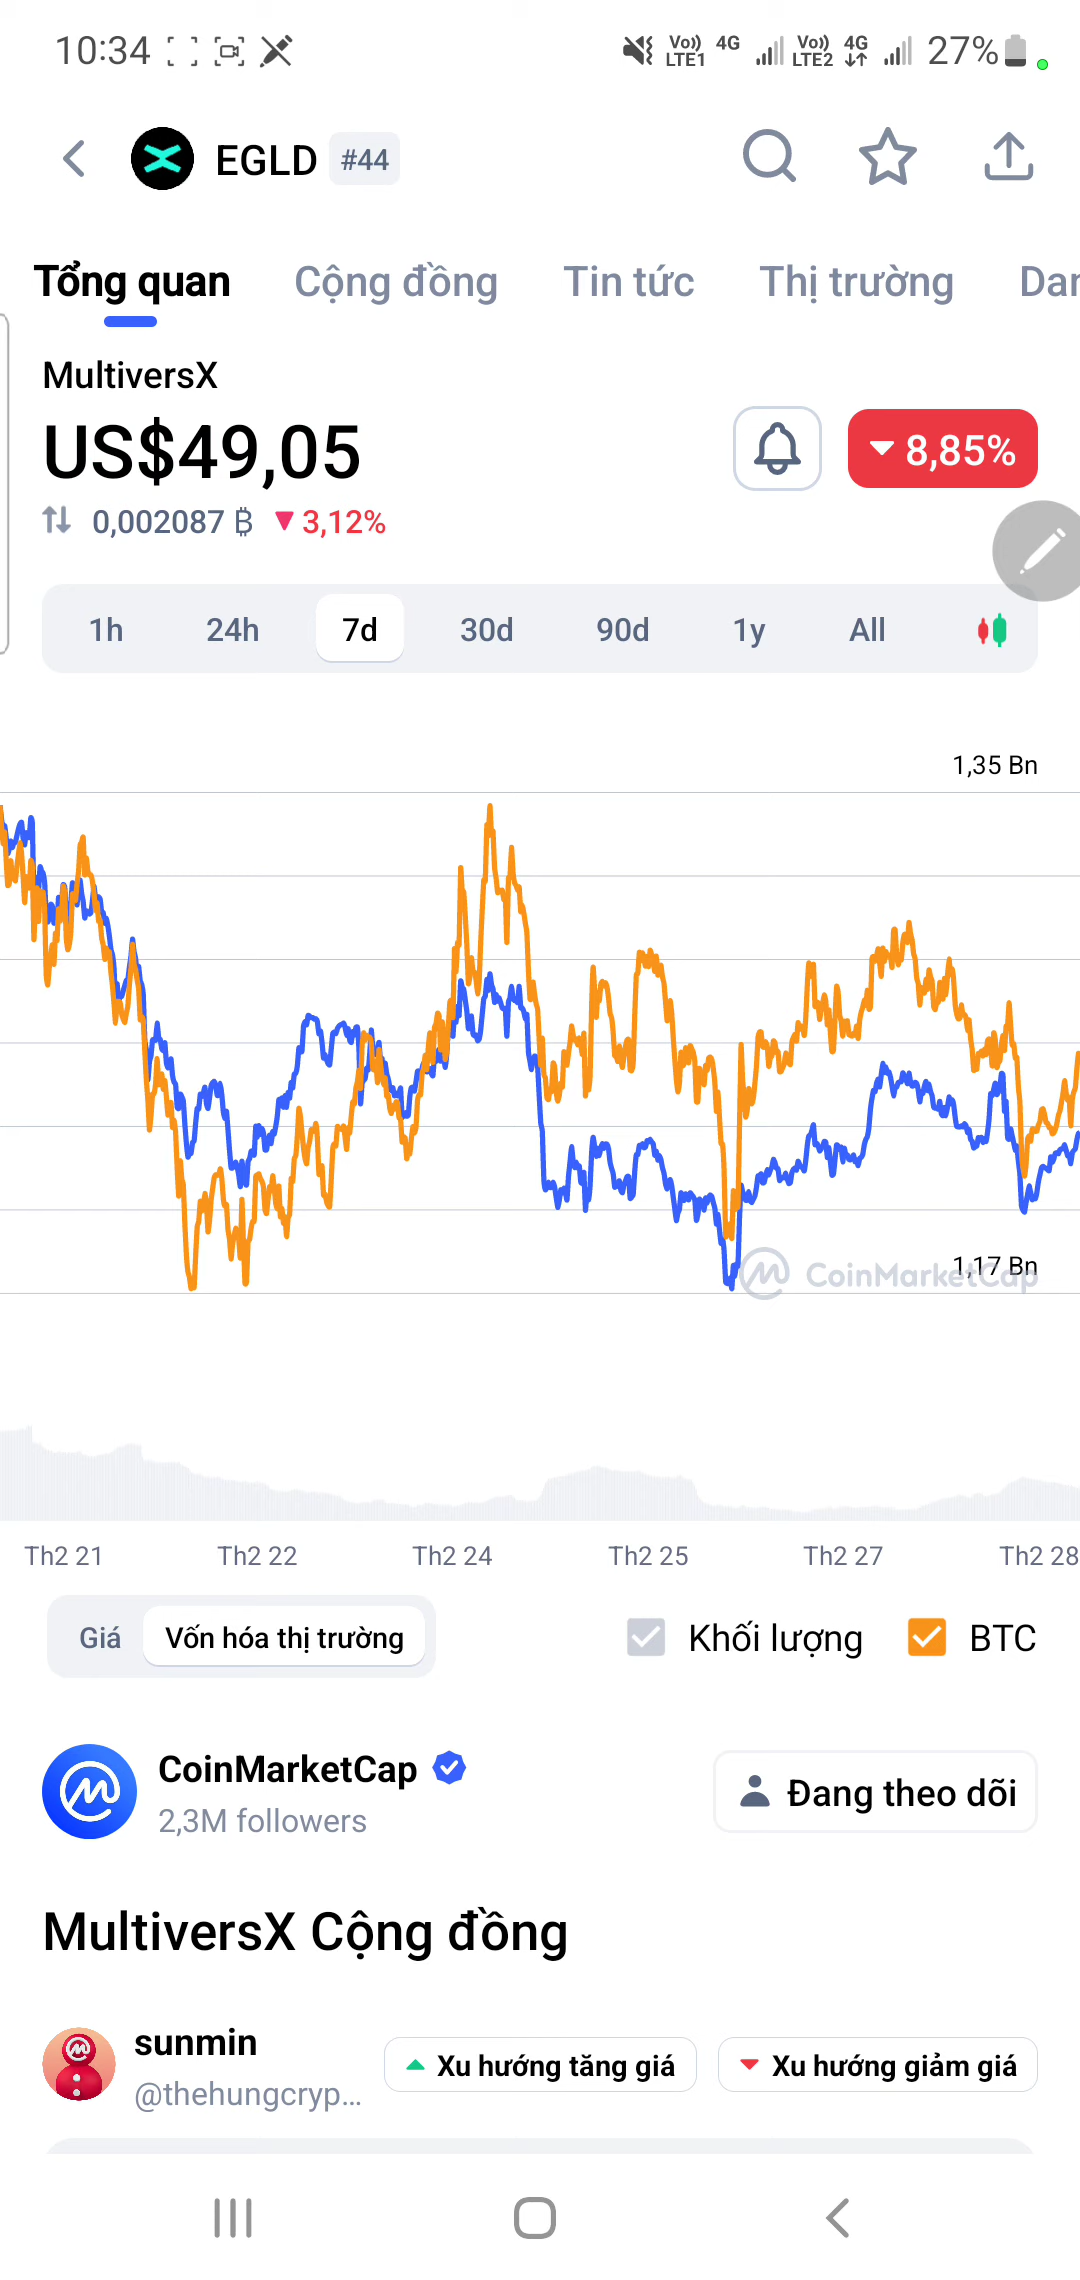 10:34 Vo)) LTE1 4G Vo)) LTE2 4G 27%
EGLD #44
Tổng quan Cộng đồng Tin tức Thị trường Dan
MultiversX
US$49,05 8,85%
0,002087 ₿ 3,12%
1h 24h 7d 30d 90d 1y All
1,35 Bn
1,17 Bn
CoinMarketCap
Th2 21 Th2 22 Th2 24 Th2 25 Th2 27 Th2 28
Giá Vốn hóa thị trường Khối lượng BTC
CoinMarketCap Đang theo dõi
2,3M followers
MultiversX Cộng đồng
sunmin Xu hướng tăng giá Xu hướng giảm giá
@thehungcryp...